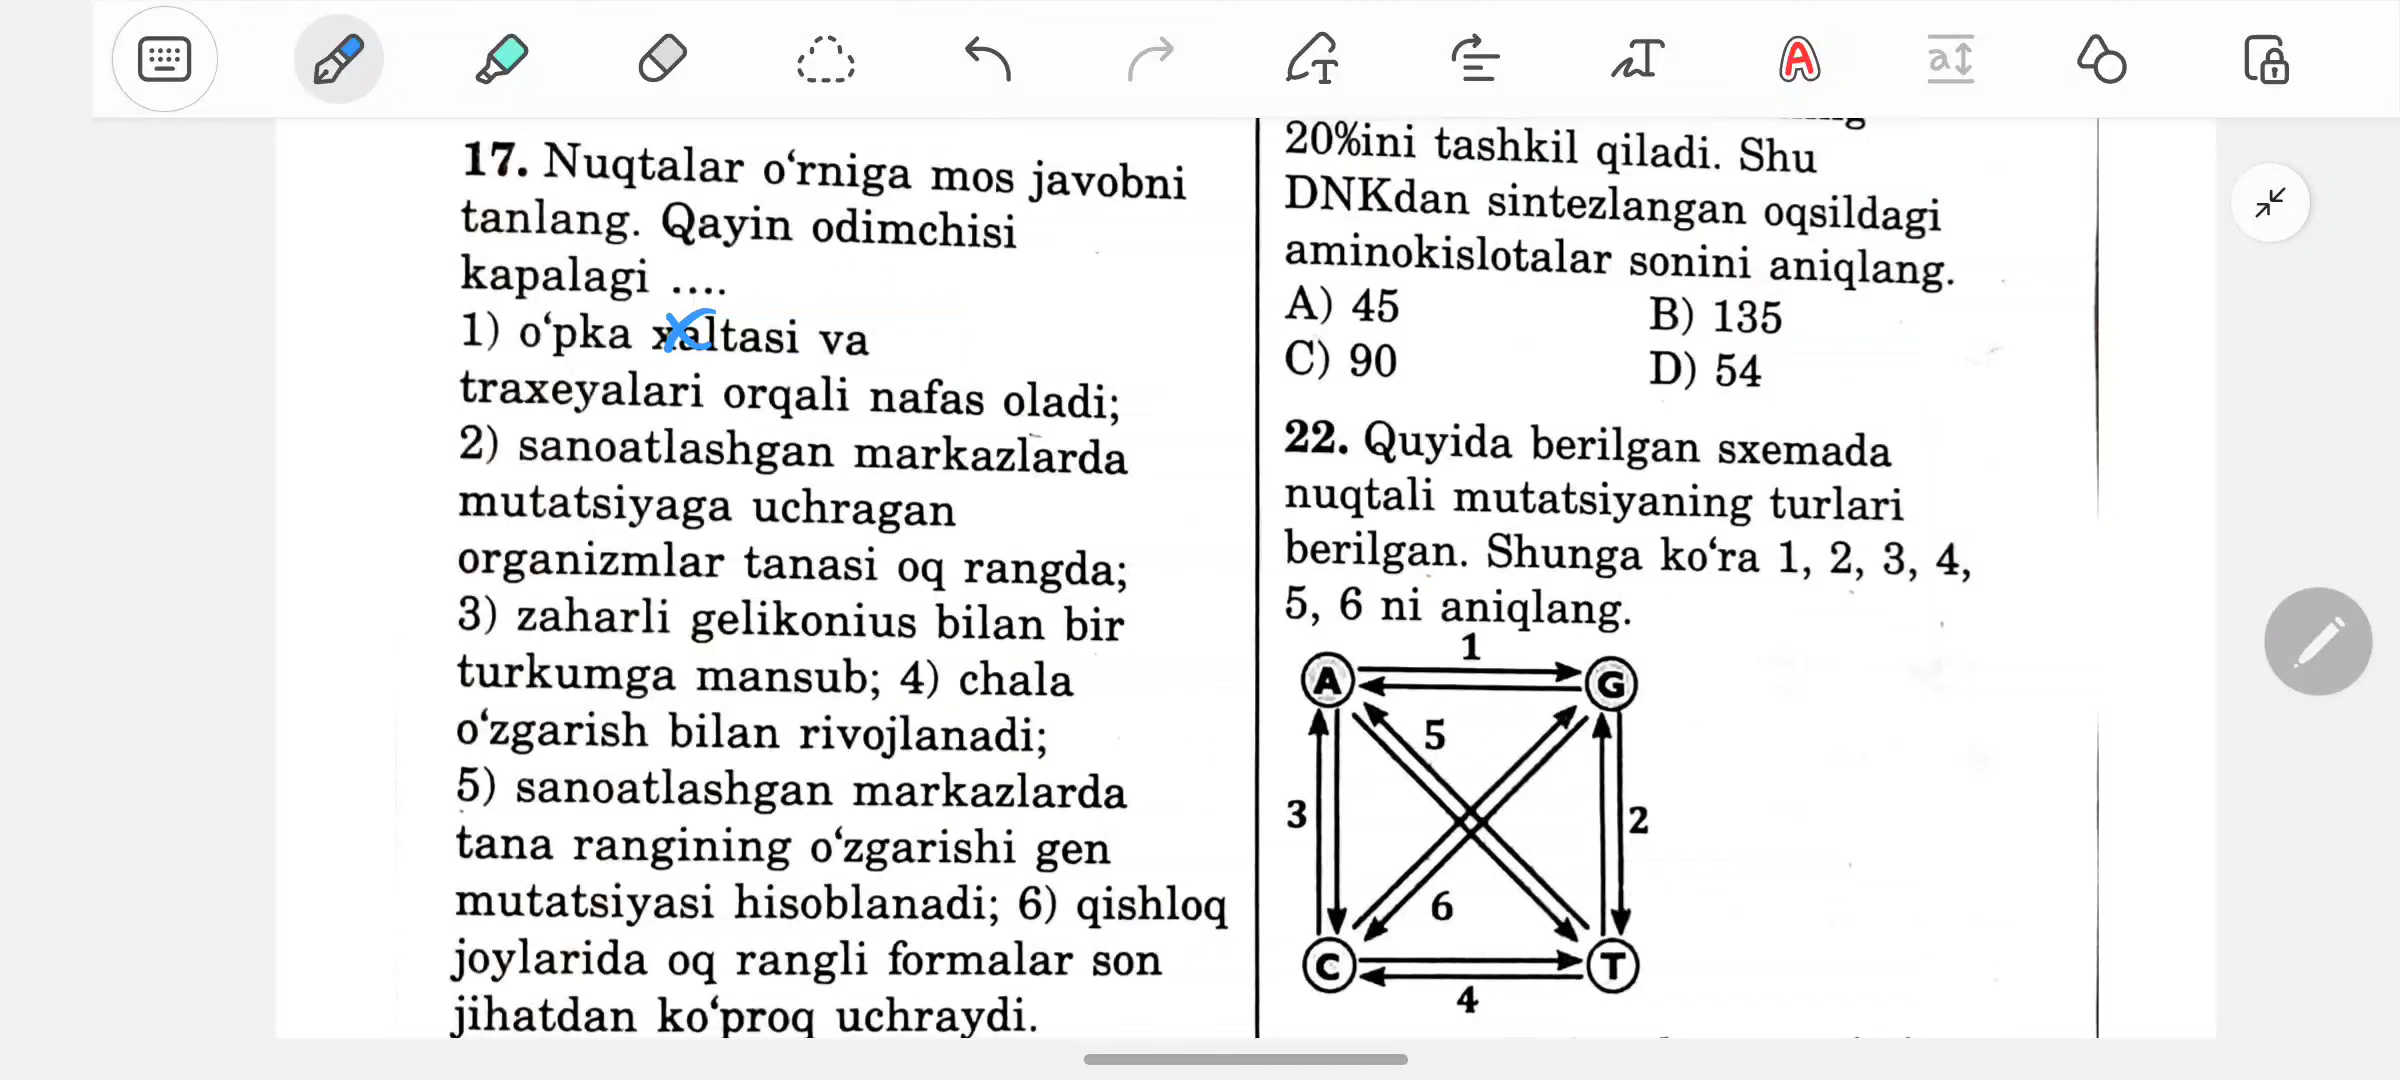 17. Nuqtalar o‘rniga mos javobni
tanlang. Qayin odimchisi
kapalagi ....
1) o‘pka xaltasi va
traxeyalari orqali nafas oladi;
2) sanoatlashgan markazlarda
mutatsiyaga uchragan
organizmlar tanasi oq rangda;
3) zaharli gelikonius bilan bir
turkumga mansub; 4) chala
o‘zgarish bilan rivojlanadi;
5) sanoatlashgan markazlarda
tana rangining o‘zgarishi gen
mutatsiyasi hisoblanadi; 6) qishloq
joylarida oq rangli formalar son
jihatdan ko‘proq uchraydi.
20%ini tashkil qiladi. Shu
DNKdan sintezlangan oqsildagi
aminokislotalar sonini aniqlang.
A) 45 B) 135
C) 90 D) 54
22. Quyida berilgan sxemada
nuqtali mutatsiyaning turlari
berilgan. Shunga ko‘ra 1, 2, 3, 4,
5, 6 ni aniqlang.
1
A G
5
3 2
6
C T
4